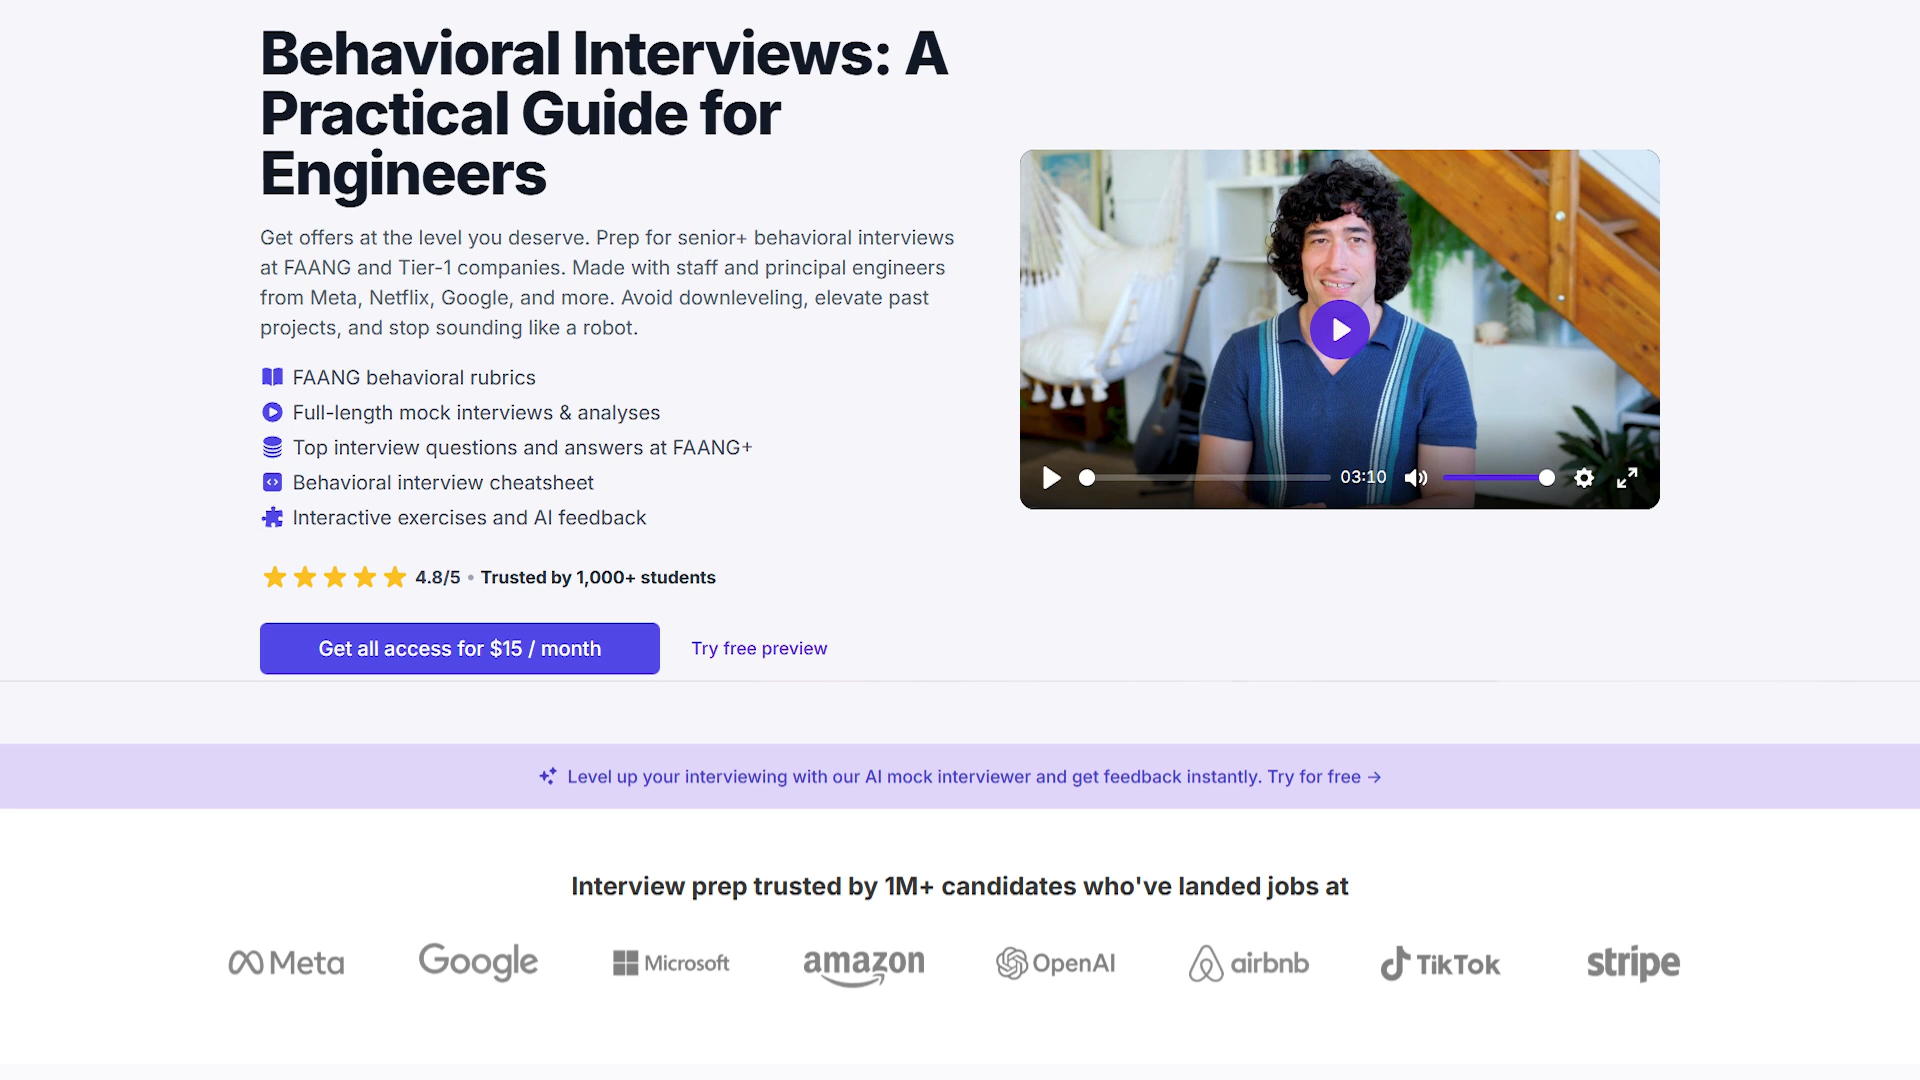 Behavioral Interviews: A
Practical Guide for
Engineers
Get offers at the level you deserve. Prep for senior+ behavioral interviews
at FAANG and Tier-1 companies. Made with staff and principal engineers
from Meta, Netflix, Google, and more. Avoid downleveling, elevate past
projects, and stop sounding like a robot.
FAANG behavioral rubrics
Full-length mock interviews & analyses
Top interview questions and answers at FAANG+
Behavioral interview cheatsheet
Interactive exercises and AI feedback
4.8/5 • Trusted by 1,000+ students
Get all access for $15 / month
Try free preview
03:10
Level up your interviewing with our AI mock interviewer and get feedback instantly. Try for free →
Interview prep trusted by 1M+ candidates who've landed jobs at
Meta
Google
Microsoft
amazon
OpenAI
airbnb
TikTok
stripe